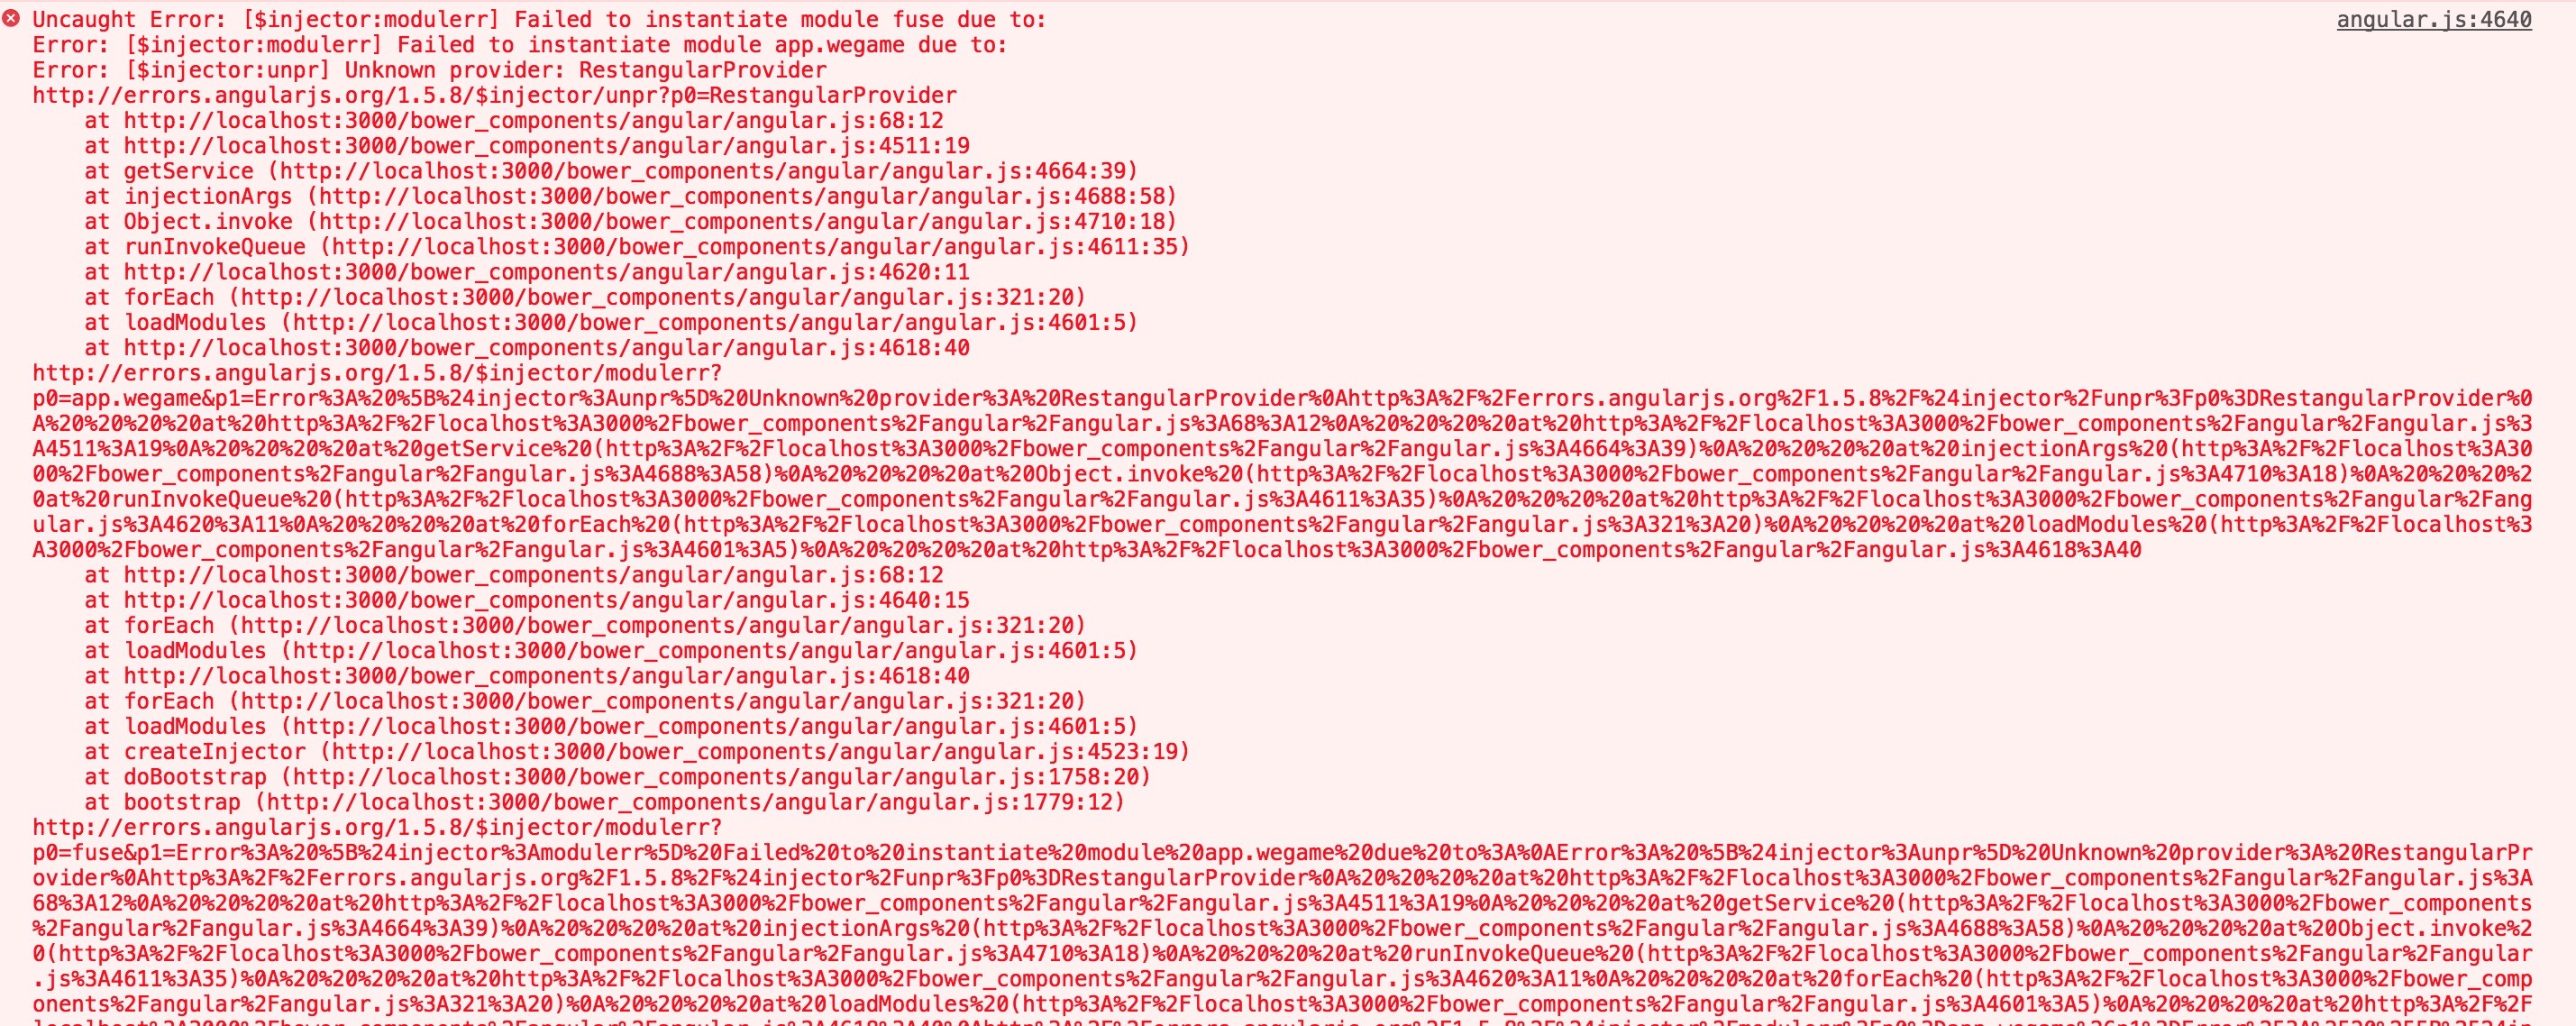 Uncaught Error: [$injector:modulerr] Failed to instantiate module fuse due to: angular.js:4640
Error: [$injector:modulerr] Failed to instantiate module app.wegame due to:
Error: [$injector:unpr] Unknown provider: RestangularProvider
http://errors.angularjs.org/1.5.8/$injector/unpr?p0=RestangularProvider
at http://localhost:3000/bower_components/angular/angular.js:68:12
at http://localhost:3000/bower_components/angular/angular.js:4511:19
at getService (http://localhost:3000/bower_components/angular/angular.js:4664:39)
at injectionArgs (http://localhost:3000/bower_components/angular/angular.js:4688:58)
at Object.invoke (http://localhost:3000/bower_components/angular/angular.js:4710:18)
at runInvokeQueue (http://localhost:3000/bower_components/angular/angular.js:4611:35)
at http://localhost:3000/bower_components/angular/angular.js:4620:11
at forEach (http://localhost:3000/bower_components/angular/angular.js:321:20)
at loadModules (http://localhost:3000/bower_components/angular/angular.js:4601:5)
at http://localhost:3000/bower_components/angular/angular.js:4618:40
http://errors.angularjs.org/1.5.8/$injector/modulerr?
p0=app.wegame&p1=Error%3A%20%5B%24injector%3Aunpr%5D%20Unknown%20provider%3A%20RestangularProvider%0Ahttp%3A%2F%2Ferrors.angularjs.org%2F1.5.8%2F%24injector%2Funpr%3Fp0%3DRestangularProvider%0
A%20%20%20%20at%20http%3A%2F%2Flocalhost%3A3000%2Fbower_components%2Fangular%2Fangular.js%3A68%3A12%0A%20%20%20%20at%20http%3A%2F%2Flocalhost%3A3000%2Fbower_components%2Fangular%2Fangular.js%3
A4511%3A19%0A%20%20%20%20at%20getService%20(http%3A%2F%2Flocalhost%3A3000%2Fbower_components%2Fangular%2Fangular.js%3A4664%3A39)%0A%20%20%20%20at%20injectionArgs%20(http%3A%2F%2Flocalhost%3A30
00%2Fbower_components%2Fangular%2Fangular.js%3A4688%3A58)%0A%20%20%20%20at%20Object.invoke%20(http%3A%2F%2Flocalhost%3A3000%2Fbower_components%2Fangular%2Fangular.js%3A4710%3A18)%0A%20%20%20%2
0at%20runInvokeQueue%20(http%3A%2F%2Flocalhost%3A3000%2Fbower_components%2Fangular%2Fangular.js%3A4611%3A35)%0A%20%20%20%20at%20http%3A%2F%2Flocalhost%3A3000%2Fbower_components%2Fangular%2Fang
ular.js%3A4620%3A11%0A%20%20%20%20at%20forEach%20(http%3A%2F%2Flocalhost%3A3000%2Fbower_components%2Fangular%2Fangular.js%3A321%3A20)%0A%20%20%20%20at%20loadModules%20(http%3A%2F%2Flocalhost%3
A3000%2Fbower_components%2Fangular%2Fangular.js%3A4601%3A5)%0A%20%20%20%20at%20http%3A%2F%2Flocalhost%3A3000%2Fbower_components%2Fangular%2Fangular.js%3A4618%3A40
at http://localhost:3000/bower_components/angular/angular.js:68:12
at http://localhost:3000/bower_components/angular/angular.js:4640:15
at forEach (http://localhost:3000/bower_components/angular/angular.js:321:20)
at loadModules (http://localhost:3000/bower_components/angular/angular.js:4601:5)
at http://localhost:3000/bower_components/angular/angular.js:4618:40
at forEach (http://localhost:3000/bower_components/angular/angular.js:321:20)
at loadModules (http://localhost:3000/bower_components/angular/angular.js:4601:5)
at createInjector (http://localhost:3000/bower_components/angular/angular.js:4523:19)
at doBootstrap (http://localhost:3000/bower_components/angular/angular.js:1758:20)
at bootstrap (http://localhost:3000/bower_components/angular/angular.js:1779:12)
http://errors.angularjs.org/1.5.8/$injector/modulerr?
p0=fuse&p1=Error%3A%20%5B%24injector%3Amodulerr%5D%20Failed%20to%20instantiate%20module%20app.wegame%20due%20to%3A%0AError%3A%20%5B%24injector%3Aunpr%5D%20Unknown%20provider%3A%20RestangularPr
ovider%0Ahttp%3A%2F%2Ferrors.angularjs.org%2F1.5.8%2F%24injector%2Funpr%3Fp0%3DRestangularProvider%0A%20%20%20%20at%20http%3A%2F%2Flocalhost%3A3000%2Fbower_components%2Fangular%2Fangular.js%3A
68%3A12%0A%20%20%20%20at%20http%3A%2F%2Flocalhost%3A3000%2Fbower_components%2Fangular%2Fangular.js%3A4511%3A19%0A%20%20%20%20at%20getService%20(http%3A%2F%2Flocalhost%3A3000%2Fbower_components
%2Fangular%2Fangular.js%3A4664%3A39)%0A%20%20%20%20at%20injectionArgs%20(http%3A%2F%2Flocalhost%3A3000%2Fbower_components%2Fangular%2Fangular.js%3A4688%3A58)%0A%20%20%20%20at%20Object.invoke%2
0(http%3A%2F%2Flocalhost%3A3000%2Fbower_components%2Fangular%2Fangular.js%3A4710%3A18)%0A%20%20%20%20at%20runInvokeQueue%20(http%3A%2F%2Flocalhost%3A3000%2Fbower_components%2Fangular%2Fangular
.js%3A4611%3A35)%0A%20%20%20%20at%20http%3A%2F%2Flocalhost%3A3000%2Fbower_components%2Fangular%2Fangular.js%3A4620%3A11%0A%20%20%20%20at%20forEach%20(http%3A%2F%2Flocalhost%3A3000%2Fbower_comp
onents%2Fangular%2Fangular.js%3A321%3A20)%0A%20%20%20%20at%20loadModules%20(http%3A%2F%2Flocalhost%3A3000%2Fbower_components%2Fangular%2Fangular.js%3A4601%3A5)%0A%20%20%20%20at%20http%3A%2F%2F